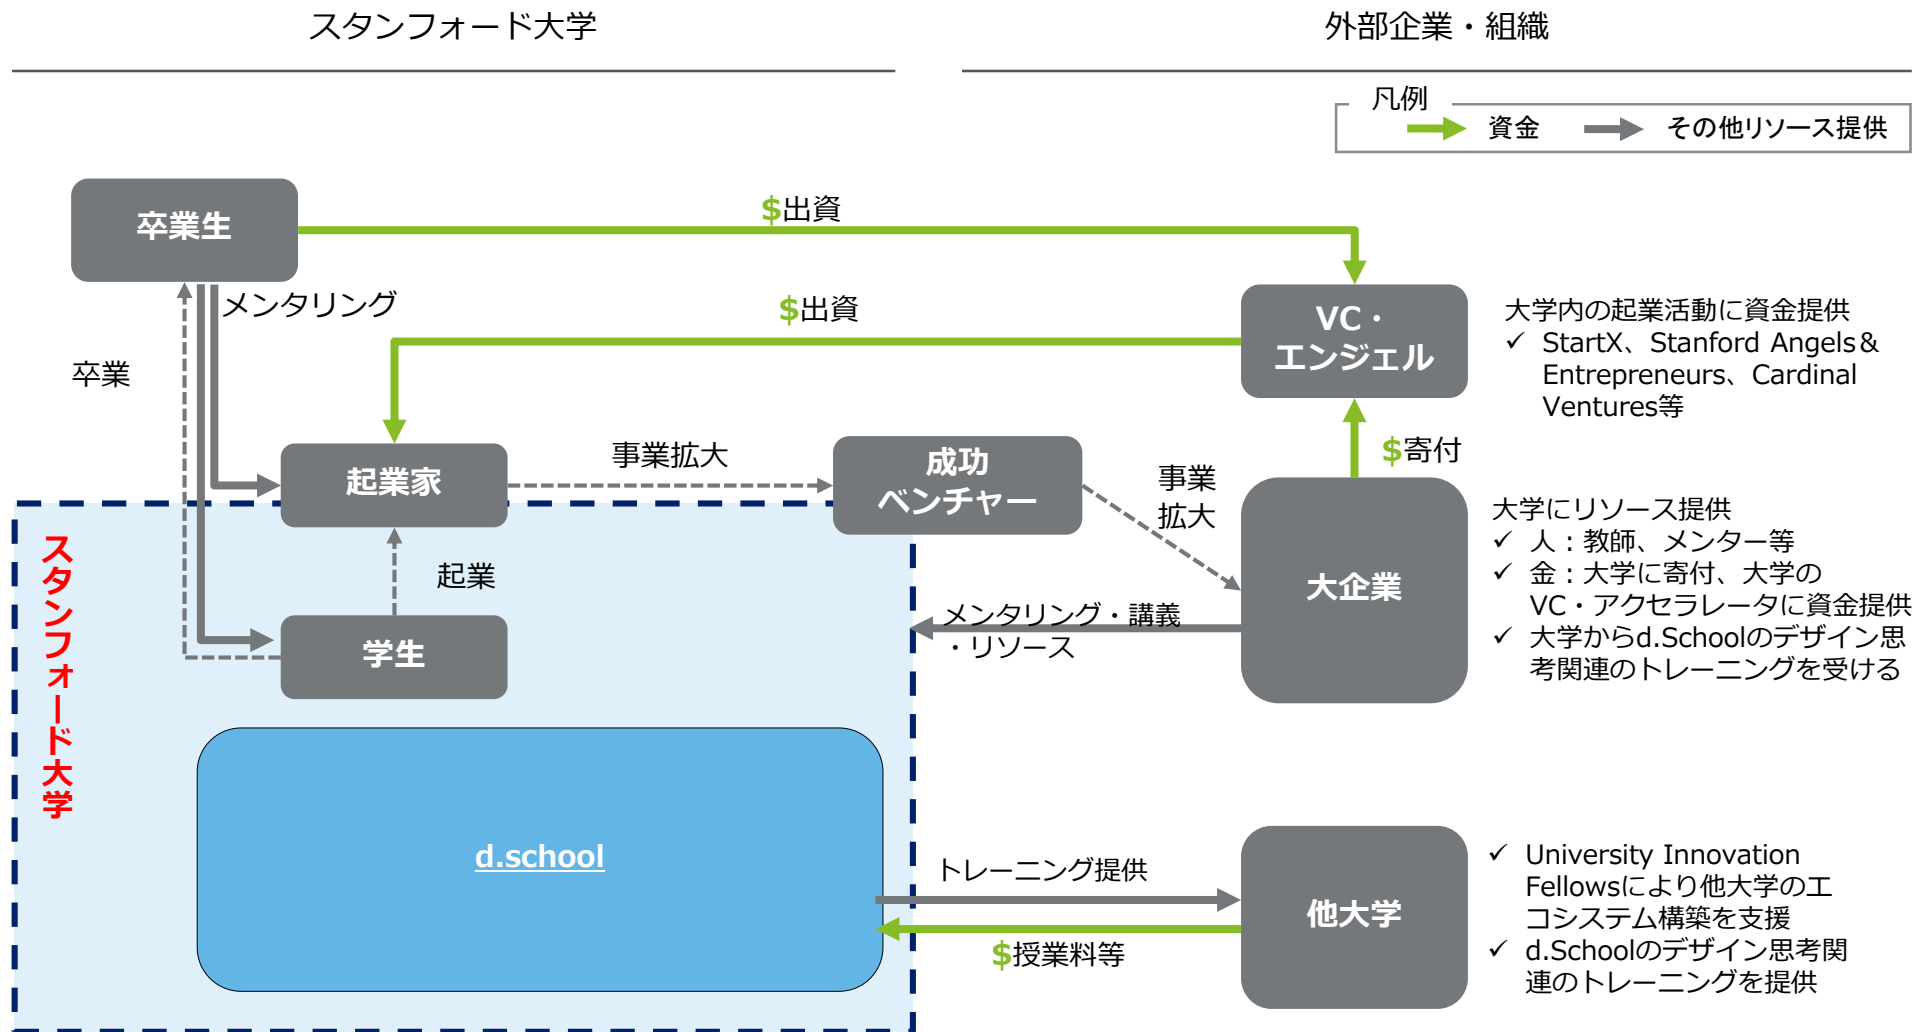 スタンフォード大学
外部企業・組織
凡例
資金
その他リソース提供
卒業生
$出資
メンタリング
$出資
VC・
エンジェル
大学内の起業活動に資金提供
✓ StartX、Stanford Angels＆
Entrepreneurs、Cardinal
Ventures等
卒業
$寄付
起業家
事業拡大
成功
ベンチャー
事業
拡大
大学にリソース提供
✓ 人：教師、メンター等
✓ 金：大学に寄付、大学の
VC・アクセラレータに資金提供
✓ 大学からd.Schoolのデザイン思
考関連のトレーニングを受ける
大企業
スタンフォード大学
起業
学生
メンタリング・講義
・リソース
d.school
トレーニング提供
$授業料等
他大学
✓ University Innovation
Fellowsにより他大学のエ
コシステム構築を支援
✓ d.Schoolのデザイン思考関
連のトレーニングを提供